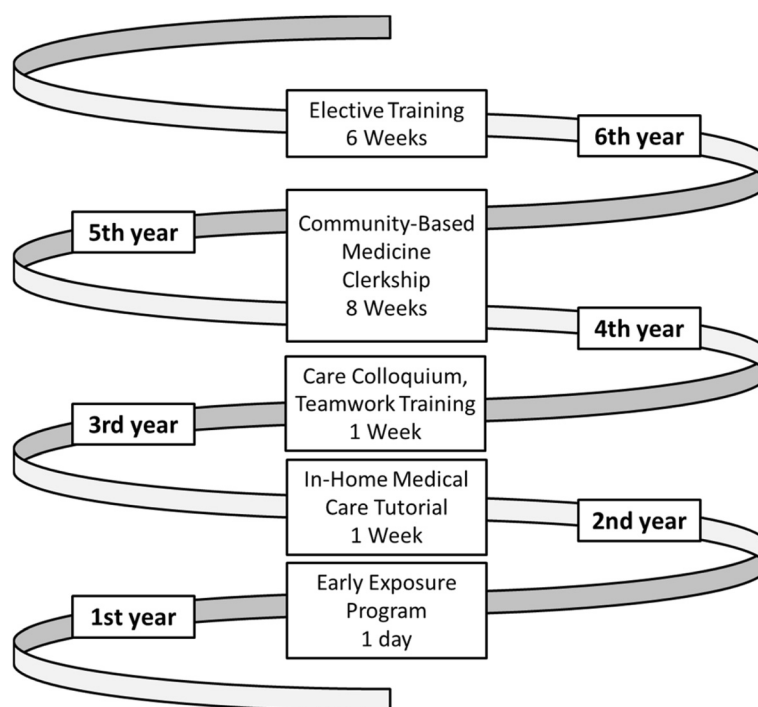 Elective Training
6 Weeks
6th year
5th year
Community-Based
Medicine
Clerkship
8 Weeks
4th year
Care Colloquium,
Teamwork Training
1 Week
3rd year
In-Home Medical
Care Tutorial
1 Week
2nd year
Early Exposure
Program
1 day
1st year